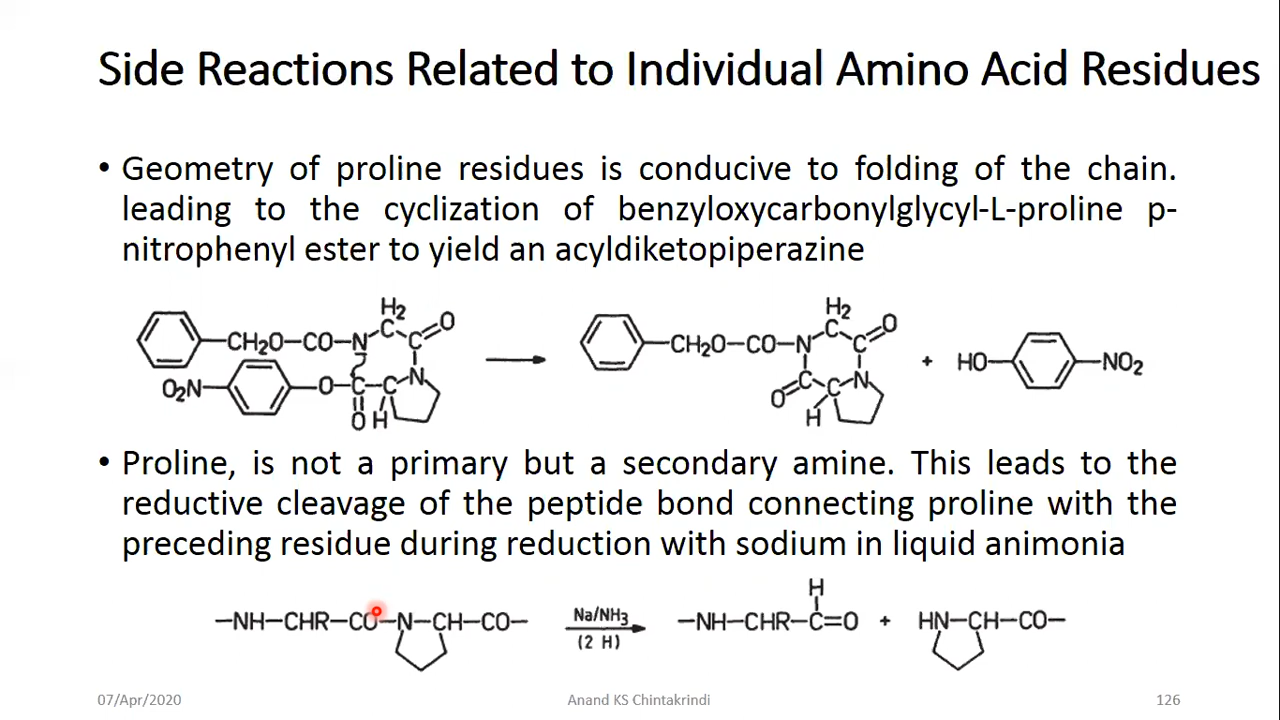 Side Reactions Related to Individual Amino Acid Residues
• Geometry of proline residues is conducive to folding of the chain.
leading to the cyclization of benzyloxycarbonylglycyl-L-proline p-
nitrophenyl ester to yield an acyldiketopiperazine
H2
C
O
CH2O–CO–N
C
O2N
O–C–C
N
O
H
H2
C
O
CH2O–CO–N
C
C
C
N
O
H
+
HO
NO2
• Proline, is not a primary but a secondary amine. This leads to the
reductive cleavage of the peptide bond connecting proline with the
preceding residue during reduction with sodium in liquid animonia
H
–NH–CHR–CO–N–CH–CO–
Na/NH3
(2 H)
–NH–CHR–C=O + HN–CH–CO–
07/Apr/2020
Anand KS Chintakrindi
126